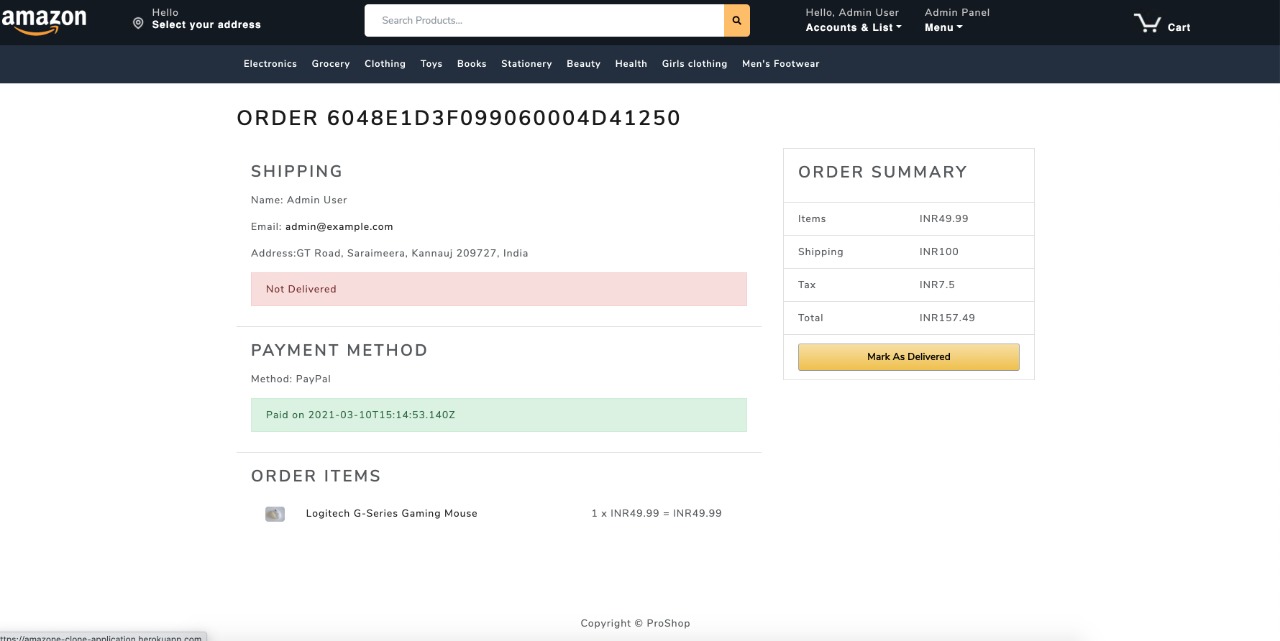 amazon
Hello
Select your address
Search Products...
Hello, Admin User
Accounts & List
Admin Panel
Menu
Cart
Electronics Grocery Clothing Toys Books Stationery Beauty Health Girls clothing Men's Footwear
ORDER 6048E1D3F099060004D41250
SHIPPING
Name: Admin User
Email: admin@example.com
Address:GT Road, Saraimeera, Kannauj 209727, India
Not Delivered
PAYMENT METHOD
Method: PayPal
Paid on 2021-03-10T15:14:53.140Z
ORDER ITEMS
Logitech G-Series Gaming Mouse 1 x INR49.99 = INR49.99
ORDER SUMMARY
Items INR49.99
Shipping INR100
Tax INR7.5
Total INR157.49
Mark As Delivered
Copyright © ProShop
ttps://amazone-clone-application.herokuapp.com